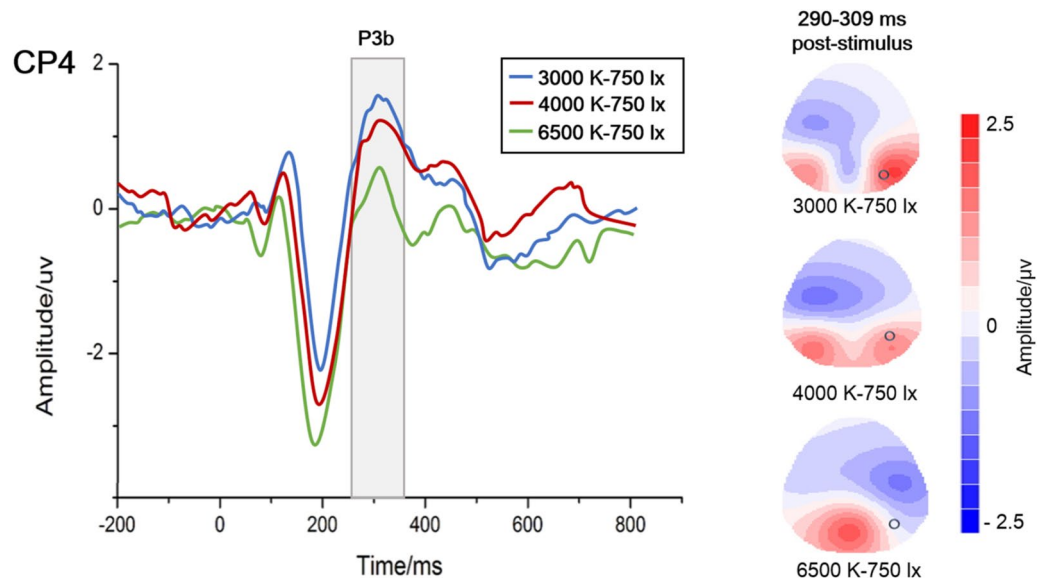 CP4
P3b
3000 K-750 lx
4000 K-750 lx
6500 K-750 lx
2
0
-2
Amplitude/uv
-200
0
200
400
600
800
Time/ms
290-309 ms
post-stimulus
3000 K-750 lx
4000 K-750 lx
6500 K-750 lx
2.5
0
- 2.5
Amplitude/μv